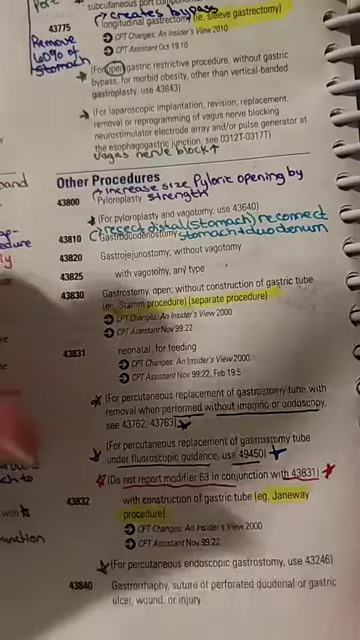 subcutaneous port comp
creates bypass
43775 longitudinal gastrectomy (ie, sleeve gastrectomy)
Remove 60% of stomach
CPT Changes: An Insider's View 2010
CPT Assistant Oct 19:10
(For open gastric restrictive procedure, without gastric
bypass, for morbid obesity, other than vertical-banded
gastroplasty, use 43843)
(For laparoscopic implantation, revision, replacement,
removal or reprogramming of vagus nerve blocking
neurostimulator electrode array and/or pulse generator at
the esophagogastric junction, see 0312T-0317T)
vagus nerve block
Other Procedures
increase size Pyloric opening by
43800 Pyloroplasty strength
(For pyloroplasty and vagotomy, use 43640)
resect distal (stomach) reconnect
43810 Gastroduodenostomy stomach + duodenum
43820 Gastrojejunostomy; without vagotomy
43825 with vagotomy, any type
43830 Gastrostomy, open; without construction of gastric tube
(eg, Stamm procedure) (separate procedure)
CPT Changes: An Insider's View 2000
CPT Assistant Nov 99:22
43831 neonatal, for feeding
CPT Changes: An Insider's View 2000
CPT Assistant Nov 99:22, Feb 19:5
(For percutaneous replacement of gastrostomy tube with
removal when performed without imaging or endoscopy,
see 43762, 43763)
(For percutaneous replacement of gastrostomy tube
under fluoroscopic guidance, use 49450)
(Do not report modifier 63 in conjunction with 43831)
43832 with construction of gastric tube (eg, Janeway
procedure)
CPT Changes: An Insider's View 2000
CPT Assistant Nov 99:22
(For percutaneous endoscopic gastrostomy, use 43246)
43840 Gastrorrhaphy, suture of perforated duodenal or gastric
ulcer, wound, or injury